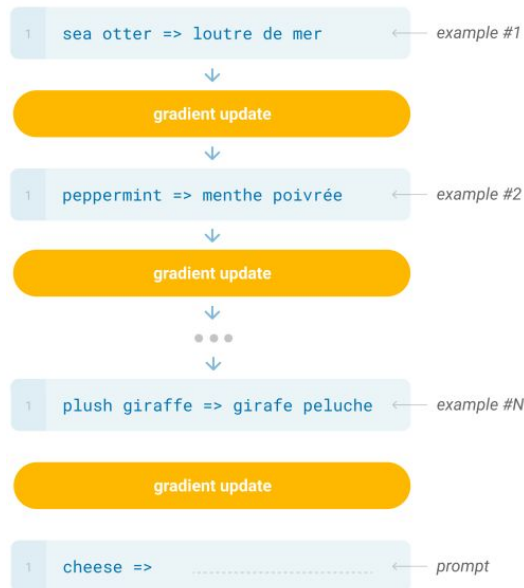 1 sea otter => loutre de mer example #1
gradient update
1 peppermint => menthe poivrée example #2
gradient update
1 plush giraffe => girafe peluche example #N
gradient update
1 cheese => prompt